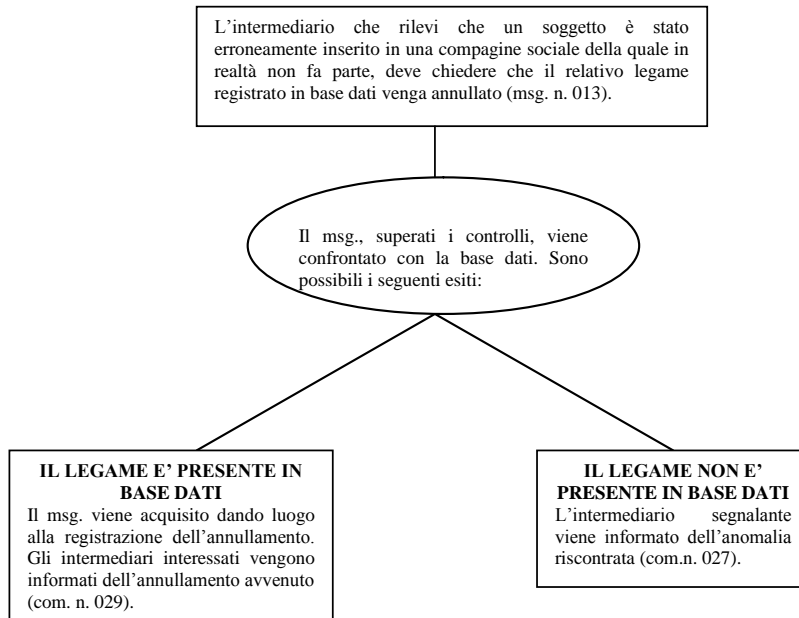 L'intermediario che rilevi che un soggetto è stato
erroneamente inserito in una compagine sociale della quale in
realtà non fa parte, deve chiedere che il relativo legame
registrato in base dati venga annullato (msg. n. 013).
Il msg., superati i controlli, viene
confrontato con la base dati. Sono
possibili i seguenti esiti:
IL LEGAME E' PRESENTE IN
BASE DATI
Il msg. viene acquisito dando luogo
alla registrazione dell'annullamento.
Gli intermediari interessati vengono
informati dell'annullamento avvenuto
(com. n. 029).
IL LEGAME NON E'
PRESENTE IN BASE DATI
L'intermediario segnalante
viene informato dell'anomalia
riscontrata (com.n. 027).